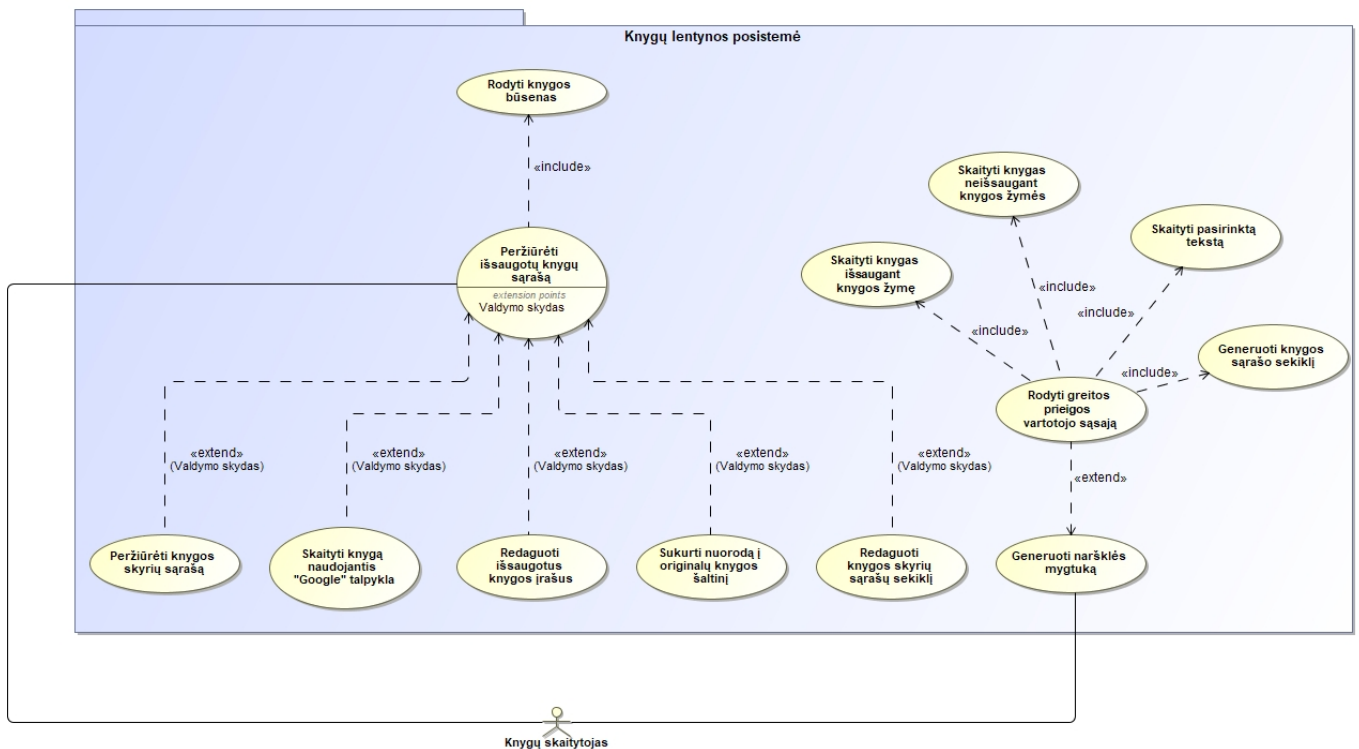 Knygų lentynos posistemė
Rodyti knygos
būsenas
«include»
Peržiūrėti
išsaugotų knygų
sąrašą
extension points
Valdymo skydas
Skaityti knygas
neišsaugant
knygos žymės
Skaityti pasirinktą
tekstą
Skaityti knygas
išsaugant
knygos žymę
«include»
«include»
«include»
Generuoti knygos
sąrašo sekiklį
«include»
Rodyti greitos
prieigos
vartotojo sąsają
«extend»
(Valdymo skydas)
«extend»
(Valdymo skydas)
«extend»
(Valdymo skydas)
«extend»
(Valdymo skydas)
«extend»
(Valdymo skydas)
«extend»
Peržiūrėti knygos
skyrių sąrašą
Skaityti knygą
naudojantis
"Google" talpykla
Redaguoti
išsaugotus
knygos įrašus
Sukurti nuorodą į
originalų knygos
šaltinį
Redaguoti
knygos skyrių
sąrašų sekiklį
Generuoti naršklės
mygtuką
Knygų skaitytojas